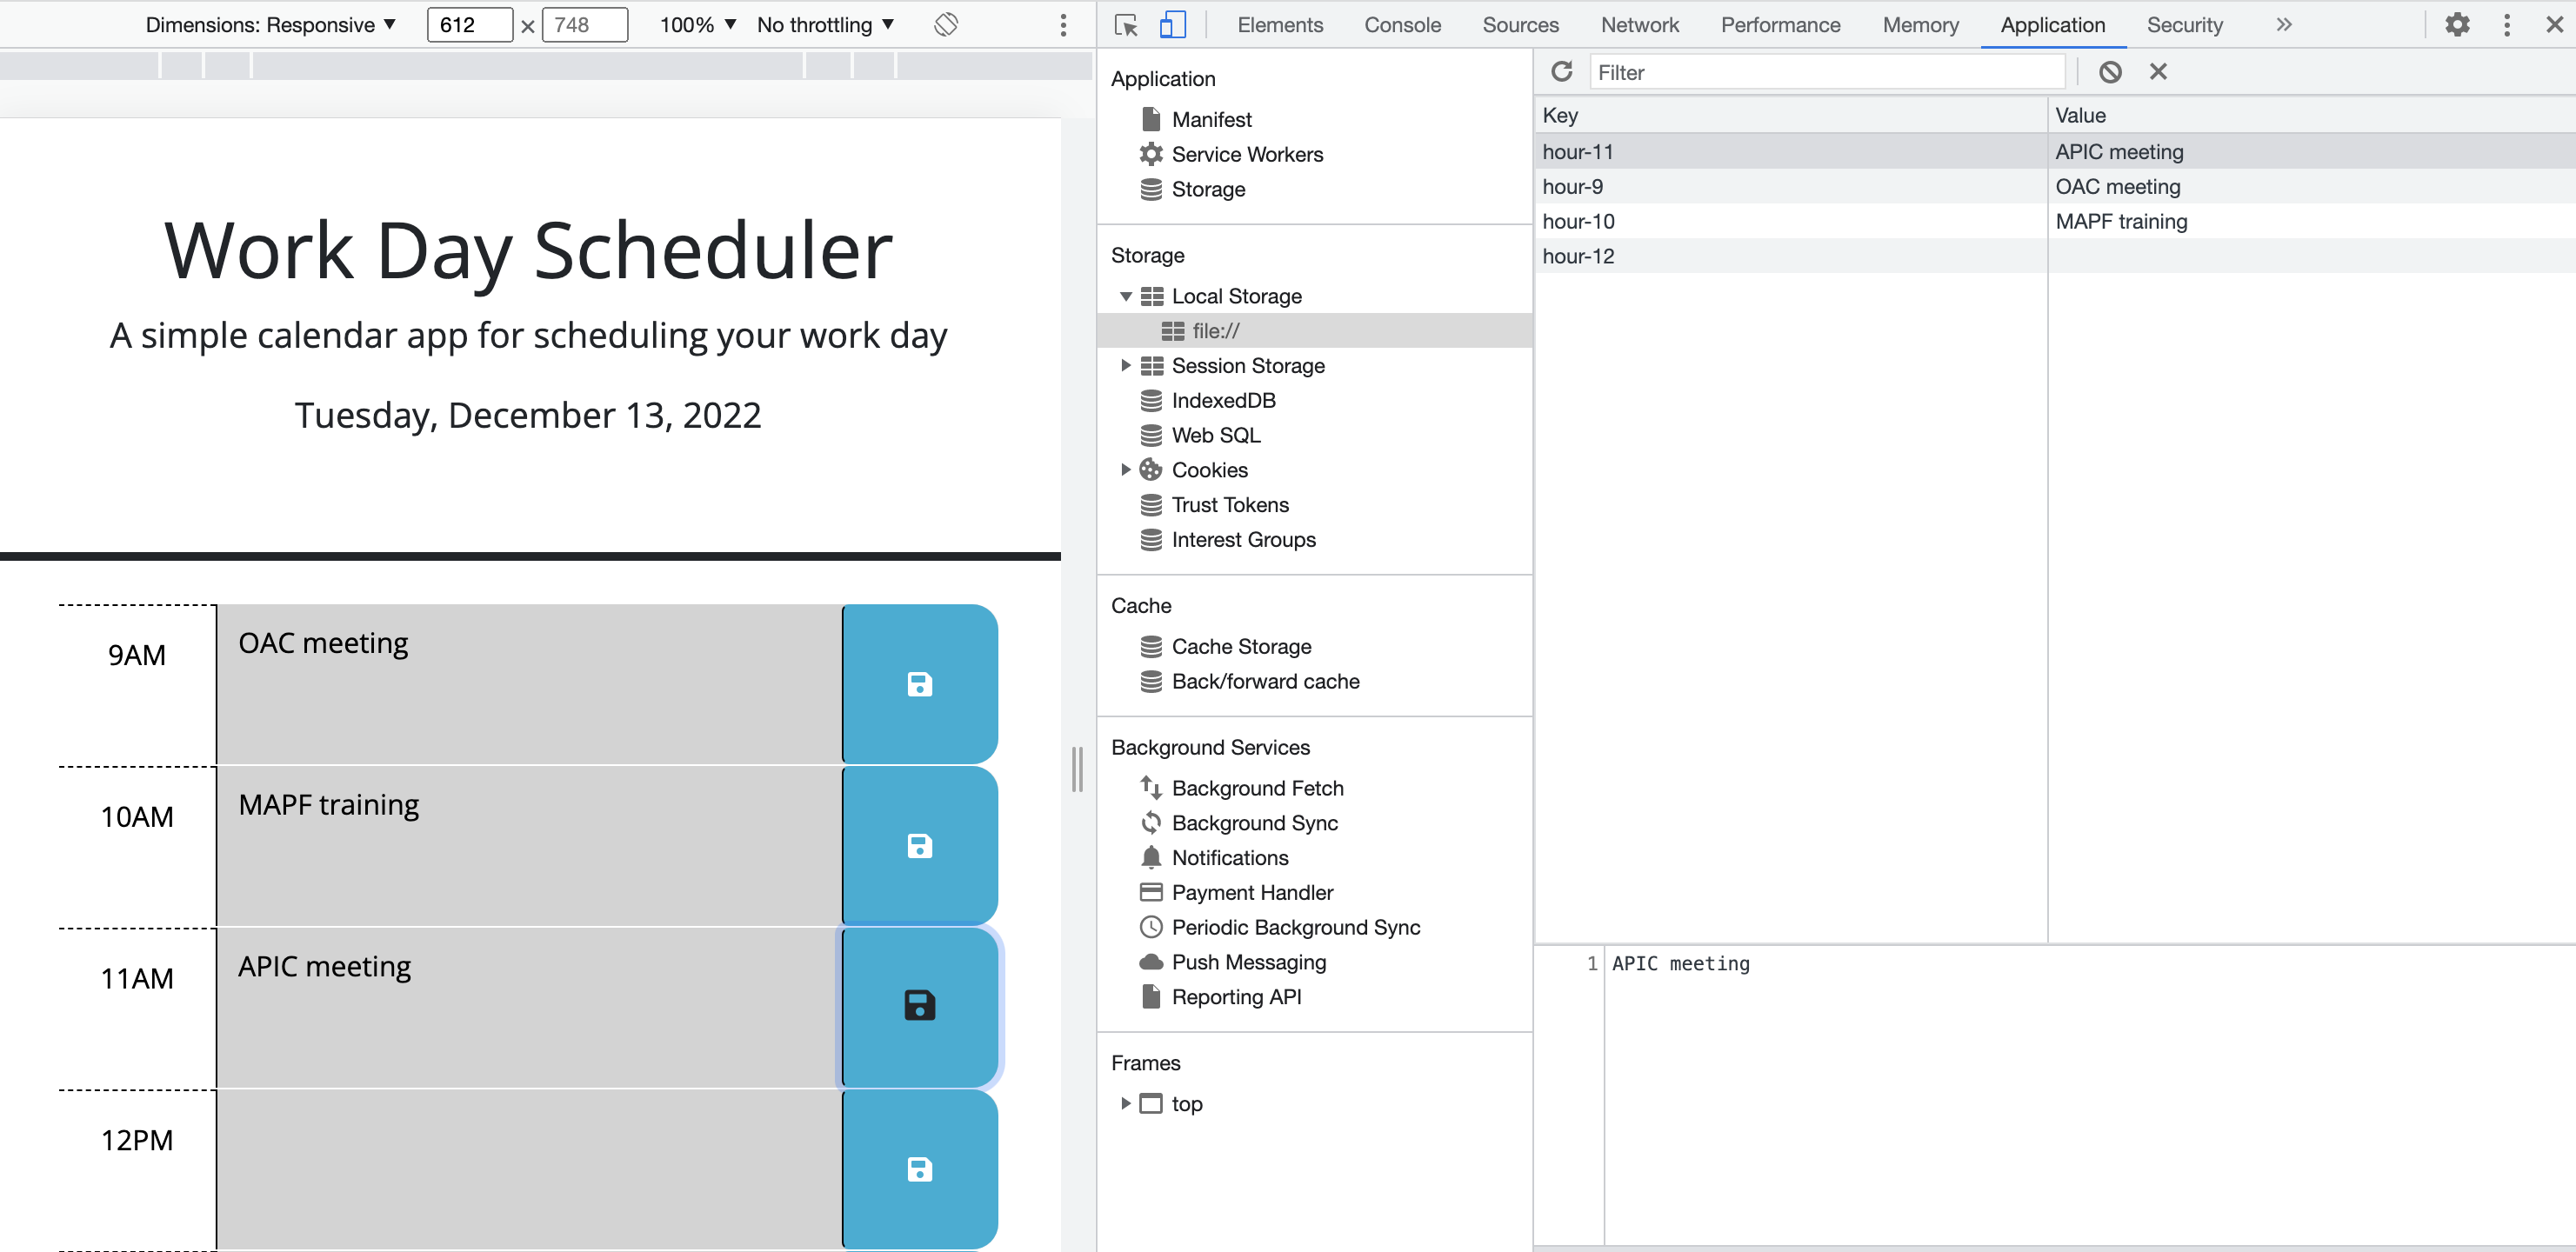 Dimensions: Responsive ▼ 612 × 748 100% ▼ No throttling ▼
Work Day Scheduler
A simple calendar app for scheduling your work day
Tuesday, December 13, 2022
9AM OAC meeting
10AM MAPF training
11AM APIC meeting
12PM
Elements Console Sources Network Performance Memory Application Security »
Application
Manifest
Service Workers
Storage
Storage
Local Storage
file://
Session Storage
IndexedDB
Web SQL
Cookies
Trust Tokens
Interest Groups
Cache
Cache Storage
Back/forward cache
Background Services
Background Fetch
Background Sync
Notifications
Payment Handler
Periodic Background Sync
Push Messaging
Reporting API
Frames
top
Filter
Key Value
hour-11 APIC meeting
hour-9 OAC meeting
hour-10 MAPF training
hour-12
1 APIC meeting